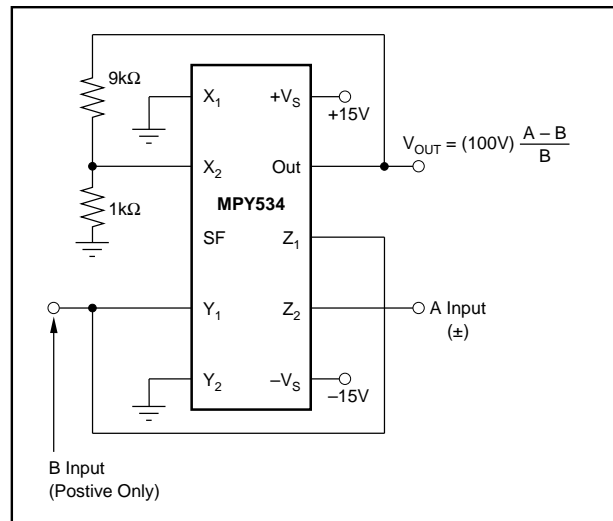 9kΩ
1kΩ
X1
X2
MPY534
SF
Y1
Y2
+VS
Out
Z1
Z2
–VS
+15V
VOUT = (100V) A – B / B
A Input
(±)
–15V
B Input
(Postive Only)